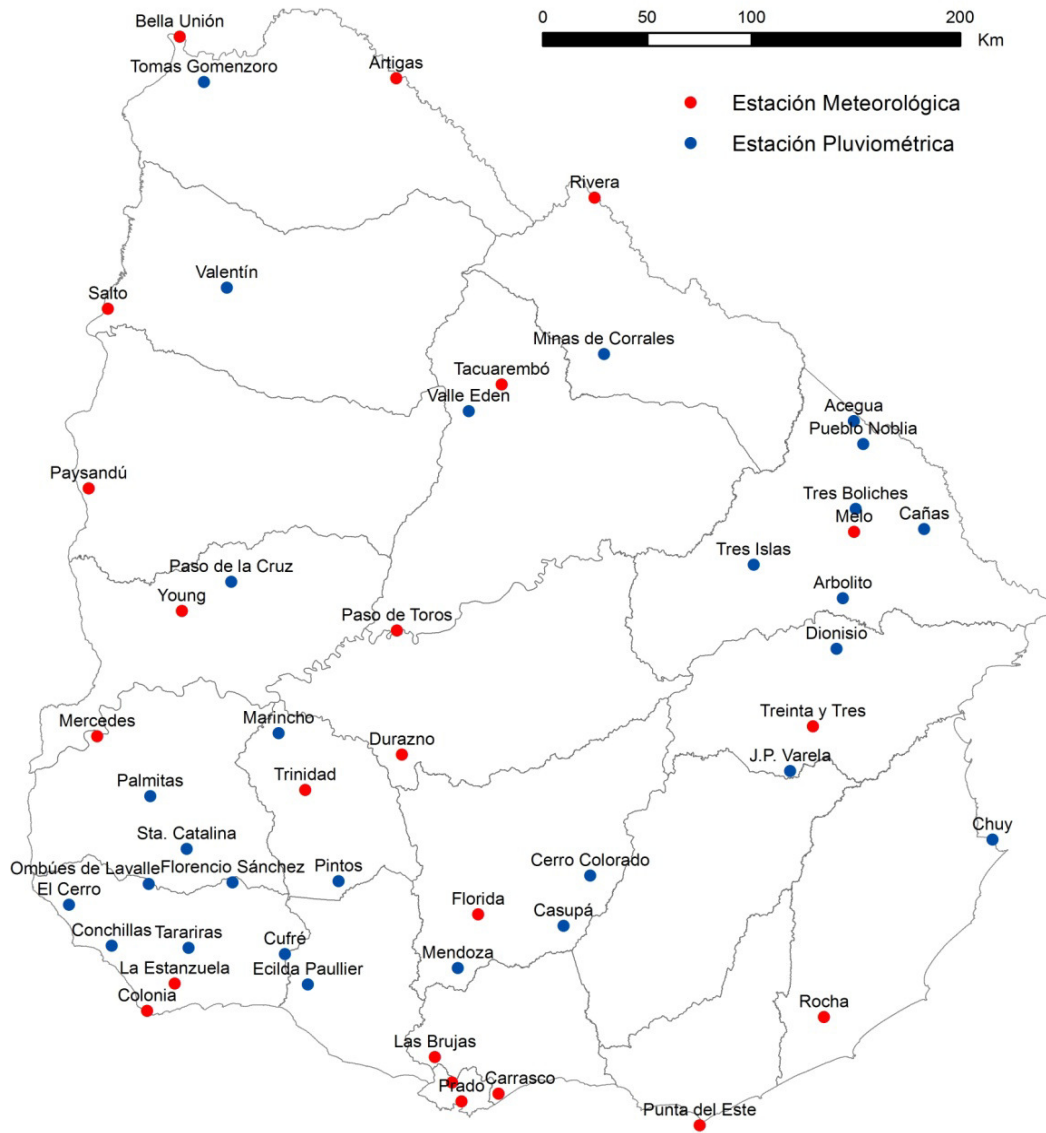 Bella Unión
0 50 100 200
Km
Tomas Gomenzoro
Artigas
Estación Meteorológica
Estación Pluviométrica
Rivera
Valentín
Salto
Minas de Corrales
Tacuarembó
Valle Eden
Acegua
Pueblo Noblia
Paysandú
Tres Boliches
Melo
Cañas
Tres Islas
Paso de la Cruz
Young
Arbolito
Paso de Toros
Dionisio
Mercedes
Marincho
Treinta y Tres
Durazno
J.P. Varela
Trinidad
Palmitas
Chuy
Sta. Catalina
Cerro Colorado
Ombúes de Lavalle
Florencio Sánchez
Pintos
El Cerro
Florida
Casupá
Conchillas
Tarariras
Cufré
Mendoza
La Estanzuela
Ecilda Paullier
Colonia
Rocha
Las Brujas
Prado
Carrasco
Punta del Este